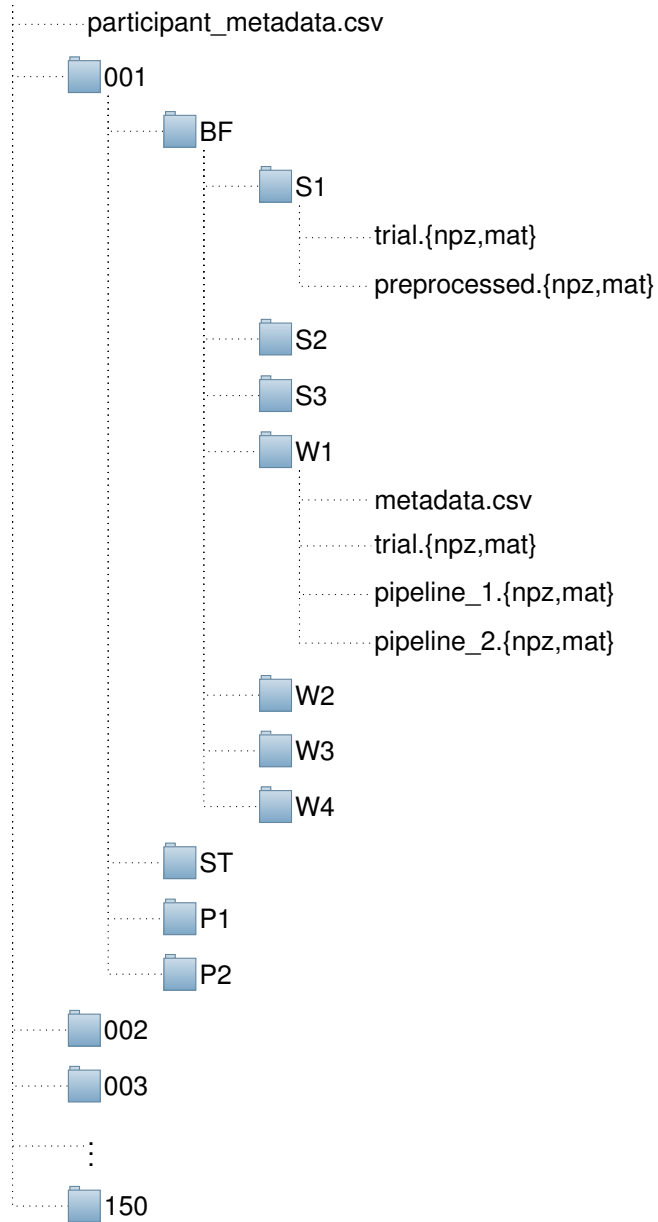 participant_metadata.csv
001
BF
S1
trial.{npz,mat}
preprocessed.{npz,mat}
S2
S3
W1
metadata.csv
trial.{npz,mat}
pipeline_1.{npz,mat}
pipeline_2.{npz,mat}
W2
W3
W4
ST
P1
P2
002
003
⋮
150